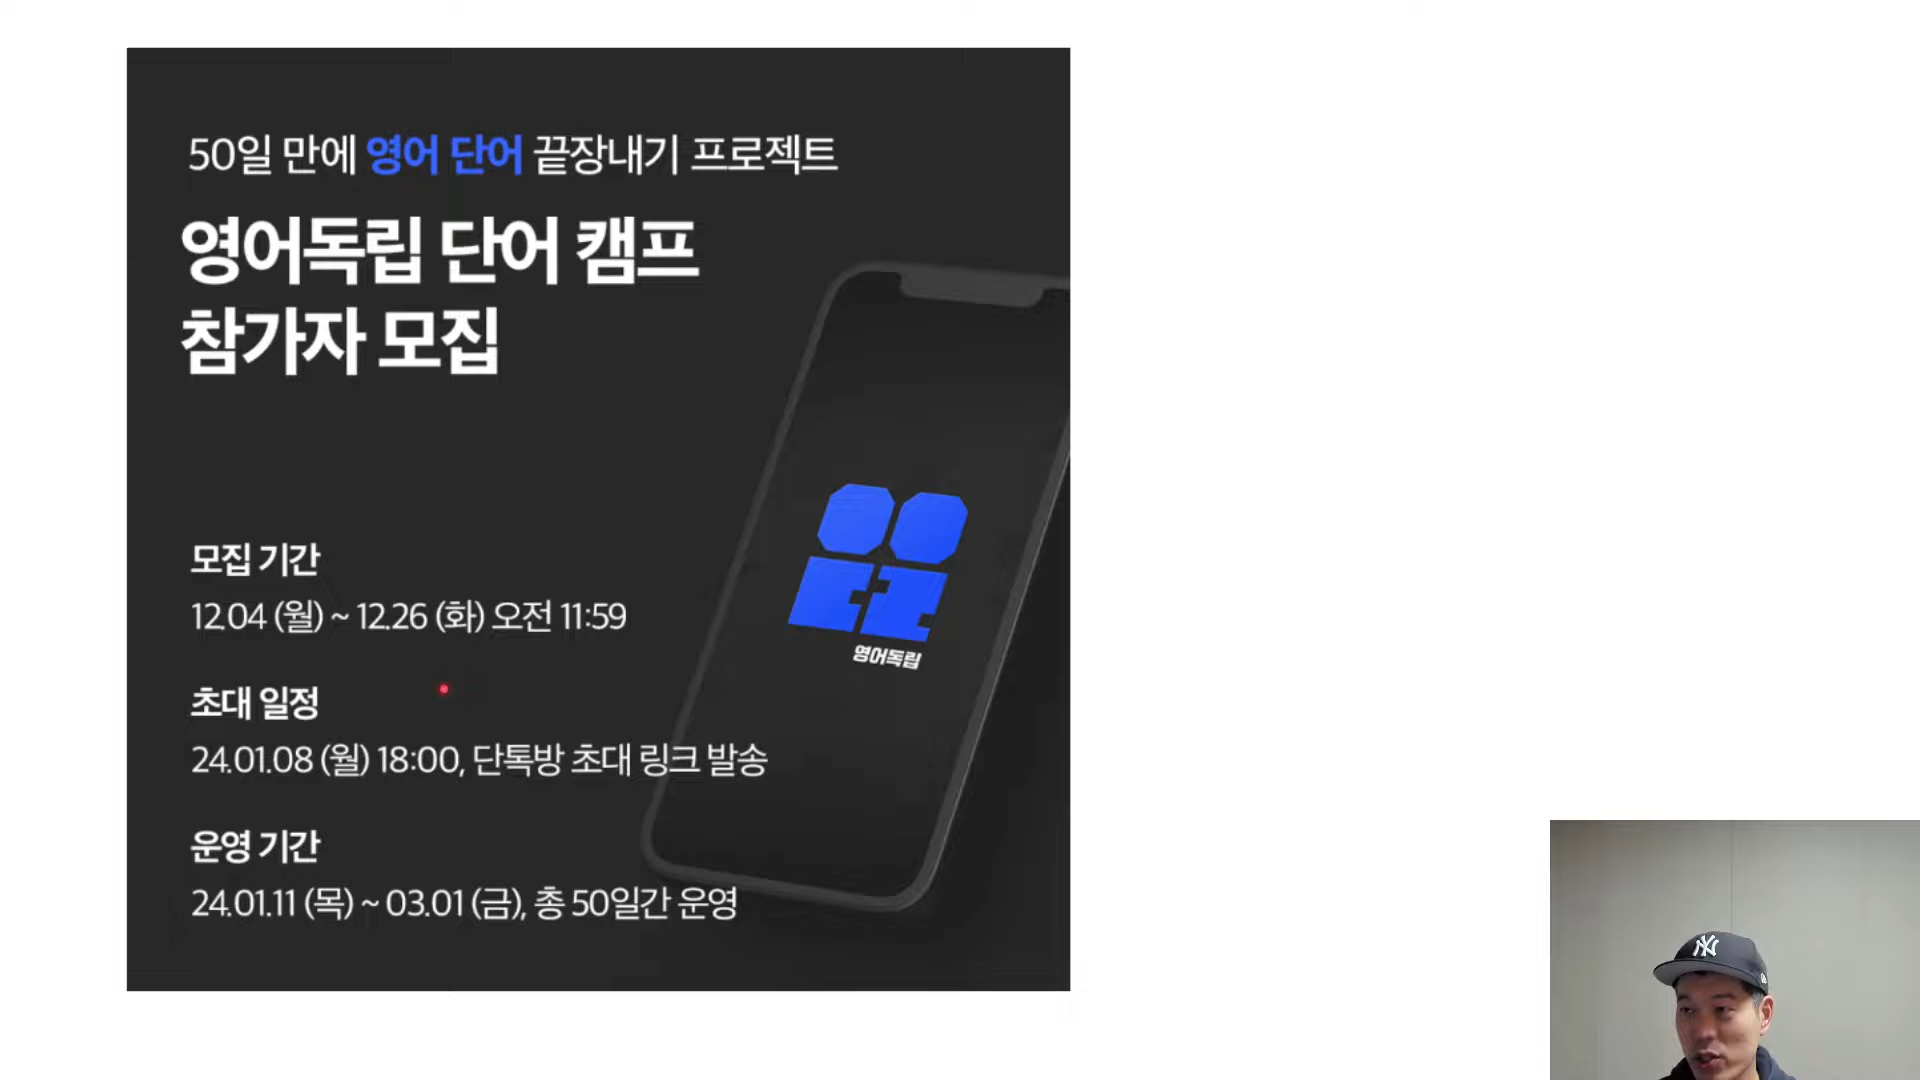 50일 만에 영어 단어 끝장내기 프로젝트
영어독립 단어 캠프
참가자 모집
모집 기간
12.04 (월) ~ 12.26 (화) 오전 11:59
영어독립
초대 일정
24.01.08 (월) 18:00, 단톡방 초대 링크 발송
운영 기간
24.01.11 (목) ~ 03.01 (금), 총 50일간 운영
NY